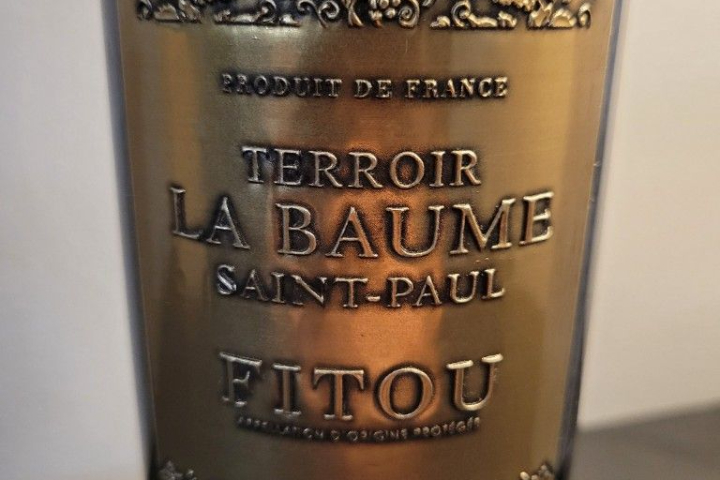 PRODUIT DE FRANCE
TERROIR
LA BAUME
SAINT-PAUL
FITOU
APPELLATION D'ORIGINE PROTÉGÉE